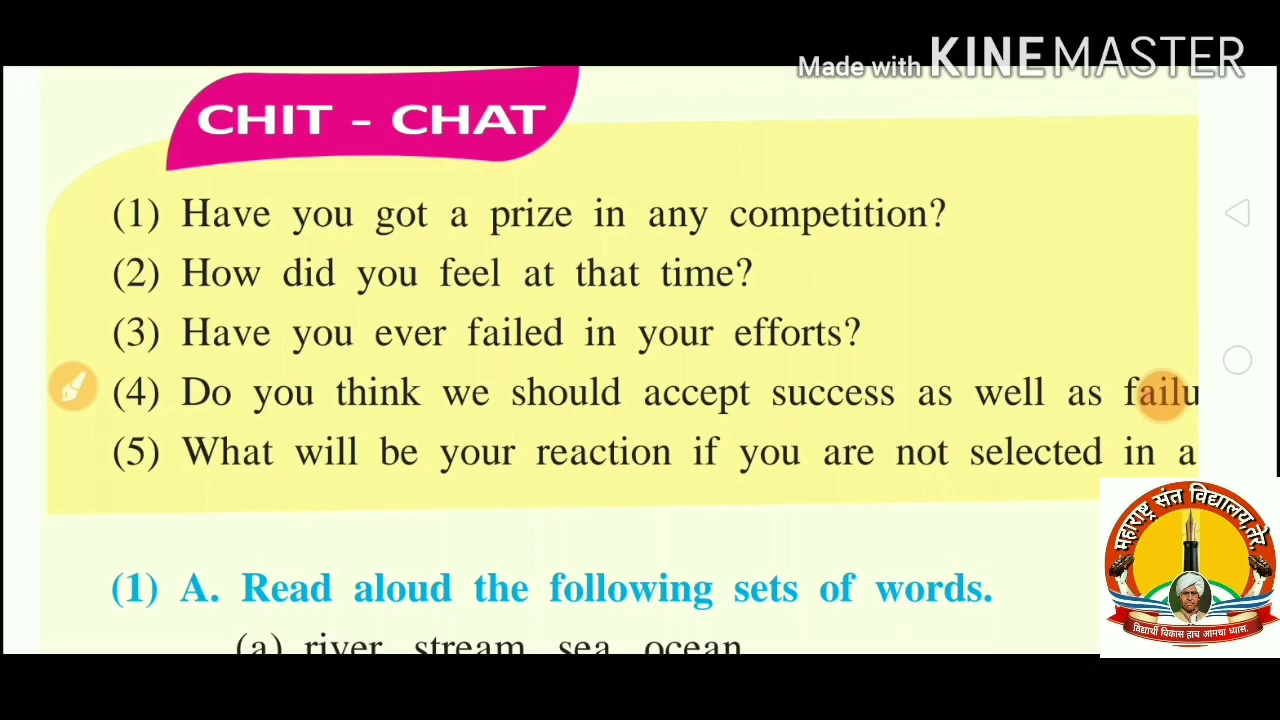 Made with KINEMASTER
CHIT - CHAT
(1) Have you got a prize in any competition?
(2) How did you feel at that time?
(3) Have you ever failed in your efforts?
(4) Do you think we should accept success as well as failu
(5) What will be your reaction if you are not selected in a
महाराष्ट्र संत विद्यालय, तेर.
विद्यार्थी विकास हाच आमचा ध्यास.
(1) A. Read aloud the following sets of words.
(a) river stream sea ocean